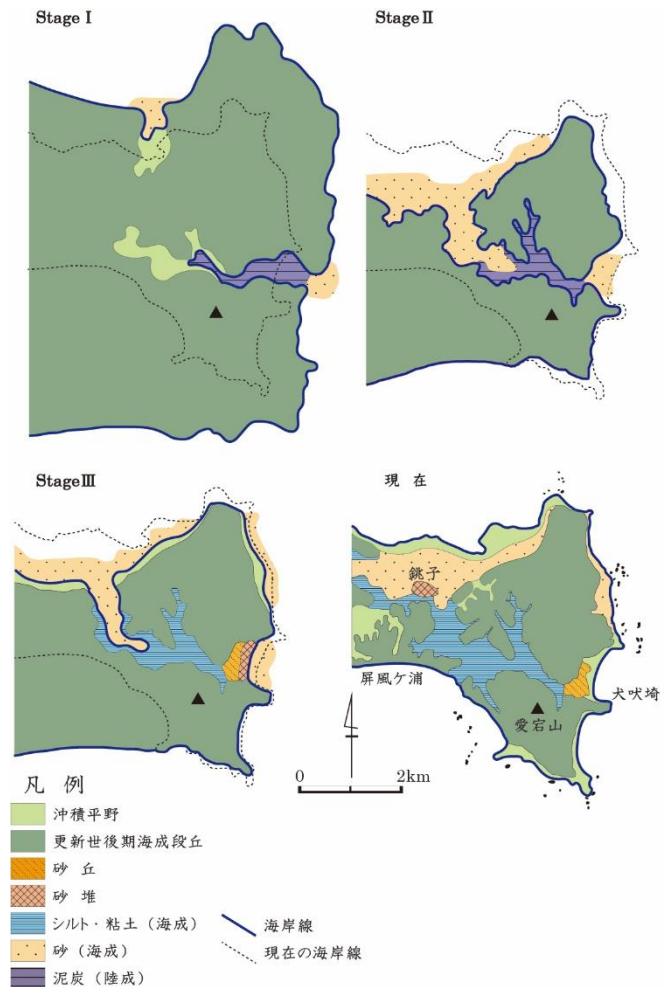 Stage I
Stage II
Stage III
現 在
銚子
屏風ケ浦
犬吠埼
愛宕山
0 2km
凡 例
沖積平野
更新世後期海成段丘
砂 丘
砂 堆
シルト・粘土（海成）
砂（海成）
泥炭（陸成）
海岸線
現在の海岸線